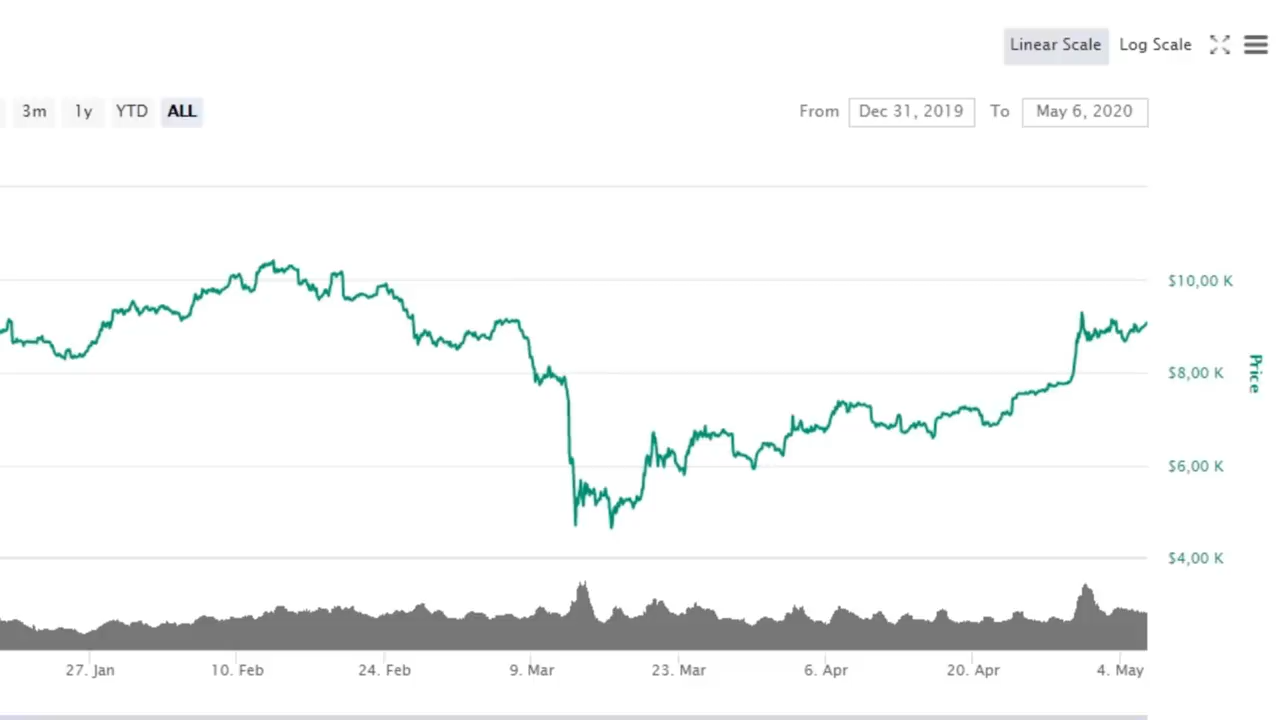 Linear Scale Log Scale
3m 1y YTD ALL From Dec 31, 2019 To May 6, 2020
$10,00 K
$8,00 K
Price
$6,00 K
$4,00 K
27. Jan 10. Feb 24. Feb 9. Mar 23. Mar 6. Apr 20. Apr 4. May